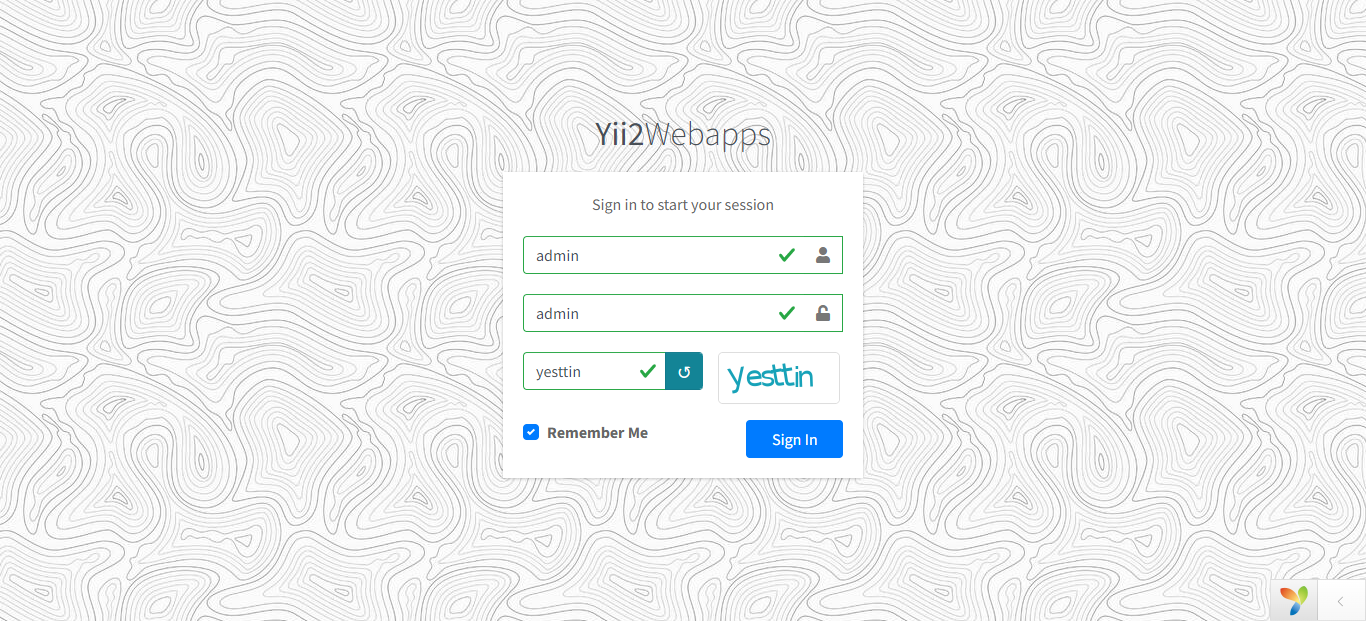 Yii2Webapps
Sign in to start your session
admin
admin
yesttin
yesttin
Remember Me
Sign In